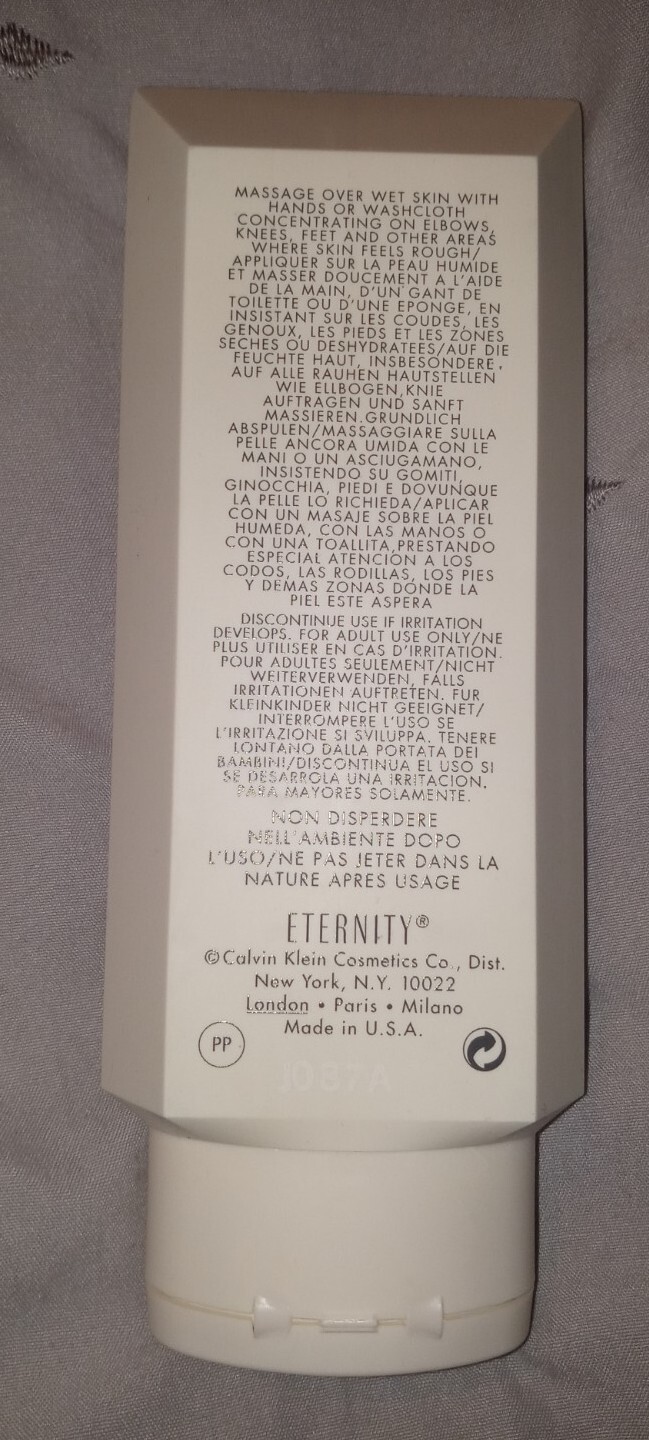 MASSAGE OVER WET SKIN WITH
HANDS OR WASHCLOTH
CONCENTRATING ON ELBOWS,
KNEES, FEET AND OTHER AREAS
WHERE SKIN FEELS ROUGH/
APPLIQUER SUR LA PEAU HUMIDE
ET MASSER DOUCEMENT A L'AIDE
DE LA MAIN, D'UN GANT DE
TOILETTE OU D'UNE EPONGE, EN
INSISTANT SUR LES COUDES, LES
GENOUX, LES PIEDS ET LES ZONES
SECHES OU DESHYDRATEES/AUF DIE
FEUCHTE HAUT, INSBESONDERE,
AUF ALLE RAUHEN HAUTSTELLEN
WIE ELLBOGEN,KNIE
AUFTRAGEN UND SANFT
MASSIEREN.GRUNDLICH
ABSPULEN/MASSAGGIARE SULLA
PELLE ANCORA UMIDA CON LE
MANI O UN ASCIUGAMANO,
INSISTENDO SU GOMITI,
GINOCCHIA, PIEDI E DOVUNQUE
LA PELLE LO RICHIEDA/APLICAR
CON UN MASAJE SOBRE LA PIEL
HUMEDA, CON LAS MANOS O
CON UNA TOALLITA,PRESTANDO
ESPECIAL ATENCION A LOS
CODOS, LAS RODILLAS, LOS PIES
Y DEMAS ZONAS DONDE LA
PIEL ESTE ASPERA
DISCONTINUE USE IF IRRITATION
DEVELOPS. FOR ADULT USE ONLY/NE
PLUS UTILISER EN CAS D'IRRITATION.
POUR ADULTES SEULEMENT/NICHT
WEITERVERWENDEN, FALLS
IRRITATIONEN AUFTRETEN. FUR
KLEINKINDER NICHT GEEIGNET/
INTERROMPERE L'USO SE
L'IRRITAZIONE SI SVILUPPA. TENERE
LONTANO DALLA PORTATA DEI
BAMBINI/DISCONTINUA EL USO SI
SE DESARROLA UNA IRRITACION.
PARA MAYORES SOLAMENTE.
NON DISPERDERE
NELL'AMBIENTE DOPO
L'USO/NE PAS JETER DANS LA
NATURE APRES USAGE
ETERNITY®
©Calvin Klein Cosmetics Co., Dist.
New York, N.Y. 10022
London • Paris • Milano
Made in U.S.A.
PP
J087A